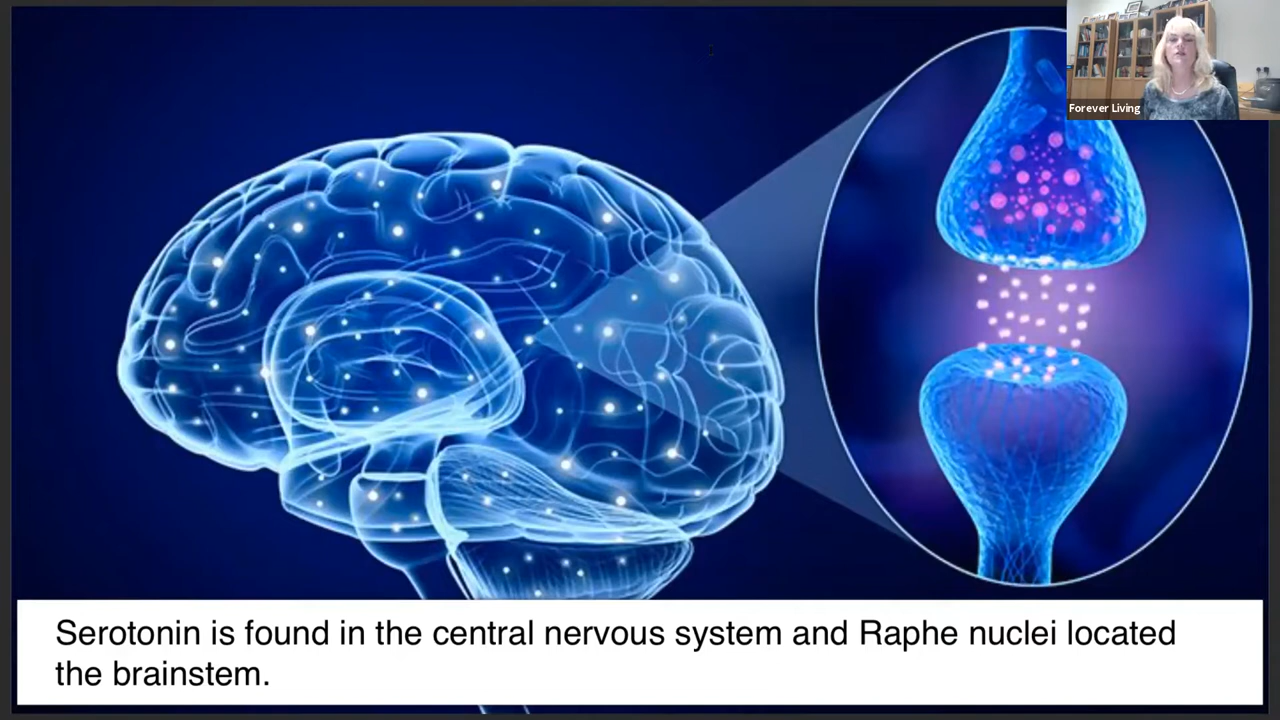 Forever Living
Serotonin is found in the central nervous system and Raphe nuclei located
the brainstem.